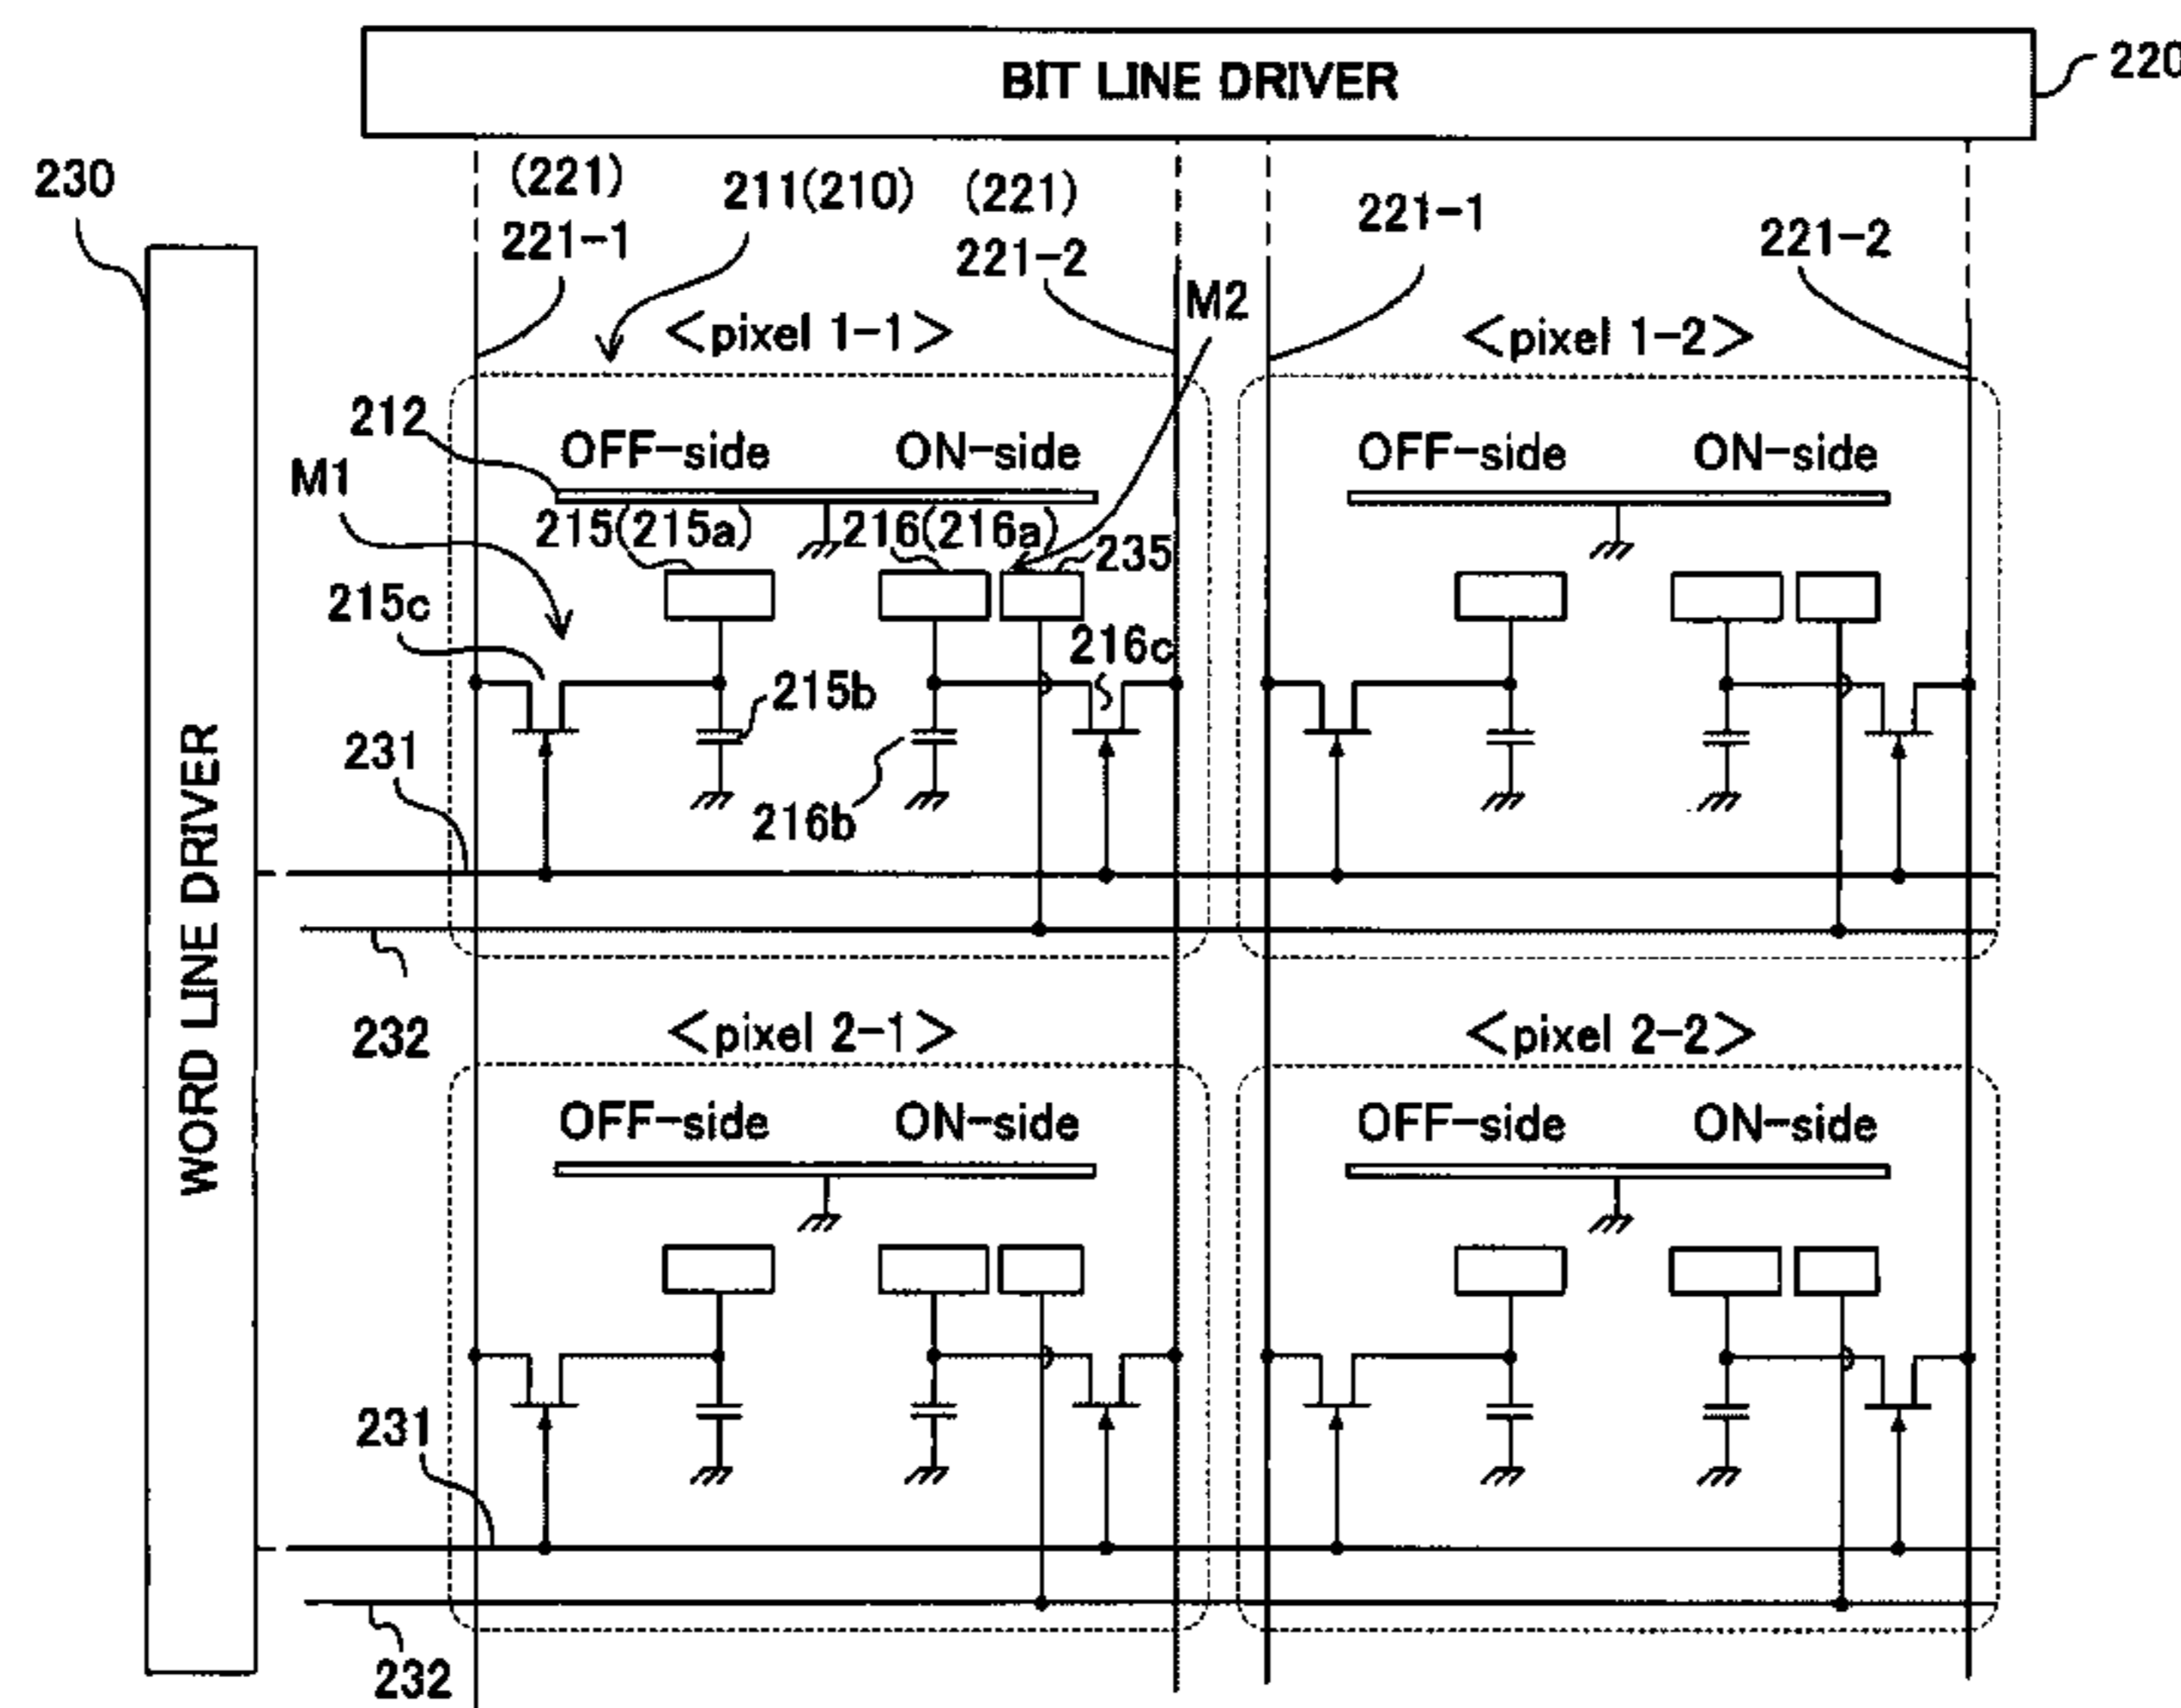 BIT LINE DRIVER
220
230
(221)
221-1
211(210)
(221)
221-2
221-1
221-2
M2
<pixel 1-1>
<pixel 1-2>
212
OFF-side
ON-side
OFF-side
ON-side
M1
215(215a)
216(216a)
235
215c
216c
215b
231
216b
WORD LINE DRIVER
232
<pixel 2-1>
<pixel 2-2>
OFF-side
ON-side
OFF-side
ON-side
231
232